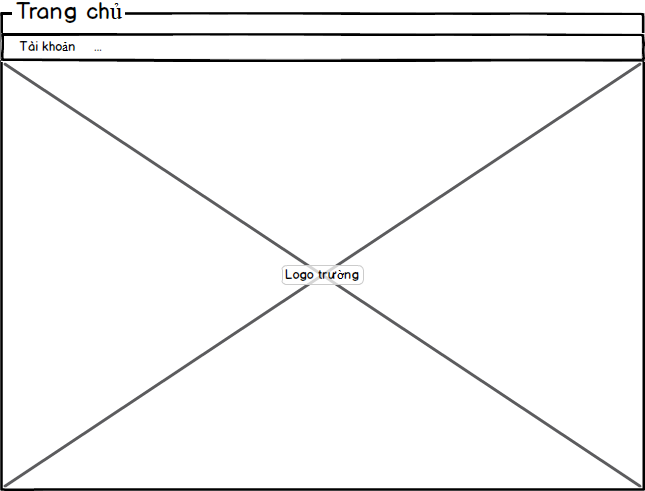 Trang chủ
Tài khoản ...
Logo trường